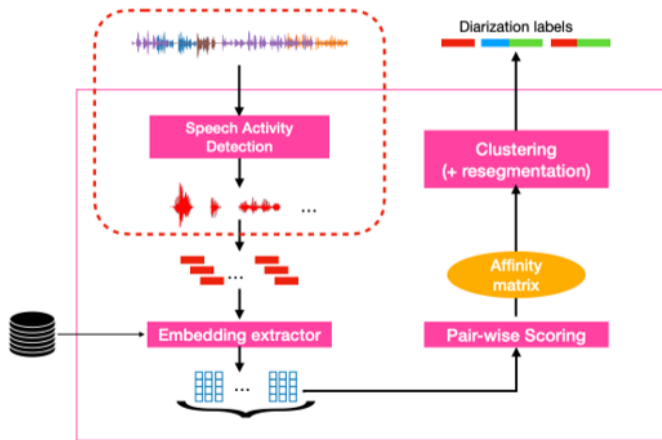 Diarization labels
Speech Activity
Detection
Clustering
(+ resegmentation)
...
...
Affinity
matrix
Embedding extractor
Pair-wise Scoring
...